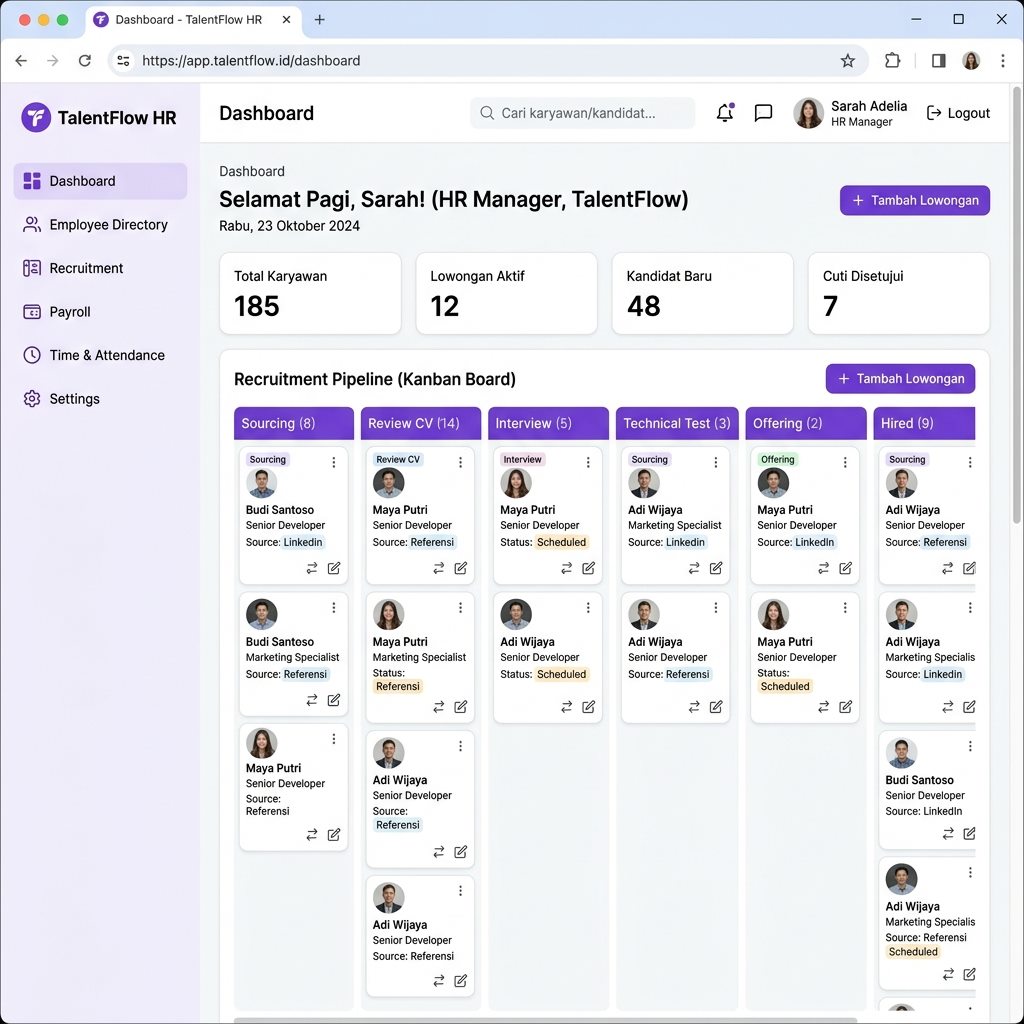 Dashboard - TalentFlow HR
https://app.talentflow.id/dashboard
TalentFlow HR
Dashboard
Employee Directory
Recruitment
Payroll
Time & Attendance
Settings
Dashboard
Cari karyawan/kandidat...
Sarah Adelia
HR Manager
Logout
Dashboard
Selamat Pagi, Sarah! (HR Manager, TalentFlow)
Rabu, 23 Oktober 2024
+ Tambah Lowongan
Total Karyawan
185
Lowongan Aktif
12
Kandidat Baru
48
Cuti Disetujui
7
Recruitment Pipeline (Kanban Board)
+ Tambah Lowongan
Sourcing (8)
Sourcing
Budi Santoso
Senior Developer
Source: Linkedin
Budi Santoso
Marketing Specialist
Source: Referensi
Maya Putri
Senior Developer
Source:
Referensi
Review CV (14)
Review CV
Maya Putri
Senior Developer
Source: Referensi
Maya Putri
Marketing Specialist
Status:
Referensi
Adi Wijaya
Senior Developer
Source:
Referensi
Adi Wijaya
Senior Developer
Source: Referensi
Interview (5)
Interview
Maya Putri
Senior Developer
Status: Scheduled
Adi Wijaya
Senior Developer
Status: Scheduled
Technical Test (3)
Sourcing
Adi Wijaya
Marketing Specialist
Source: Linkedin
Adi Wijaya
Senior Developer
Source: Referensi
Offering (2)
Offering
Maya Putri
Senior Developer
Source: LinkedIn
Maya Putri
Senior Developer
Status:
Scheduled
Hired (9)
Sourcing
Adi Wijaya
Senior Developer
Source: Referensi
Adi Wijaya
Marketing Specialis
Source: Linkedin
Budi Santoso
Senior Developer
Source: LinkedIn
Adi Wijaya
Marketing Specialis
Source: Referensi
Scheduled